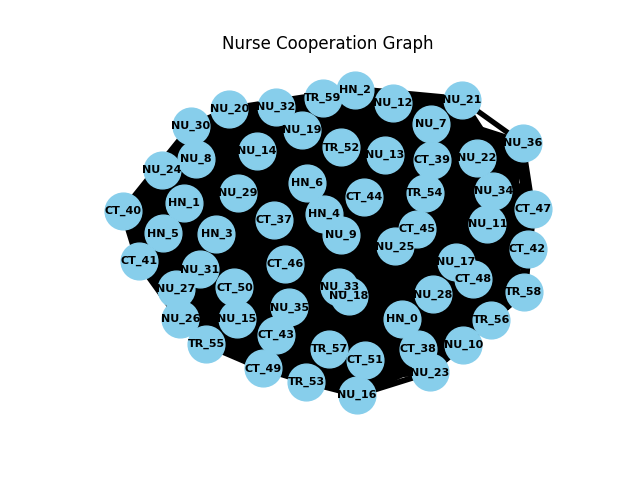 Nurse Cooperation Graph
HN_2
TR_59
NU_21
NU_12
NU_32
NU_20
NU_7
NU_30
NU_19
NU_36
TR_52
NU_14
NU_13
NU_22
NU_8
CT_39
NU_24
HN_6
NU_34
NU_29
TR_54
CT_44
HN_1
CT_47
CT_40
HN_4
CT_37
NU_11
CT_45
HN_5
HN_3
NU_9
NU_25
CT_42
CT_41
NU_17
CT_46
NU_31
CT_48
NU_27
CT_50
NU_33
TR_58
NU_28
NU_18
NU_35
NU_26
NU_15
HN_0
TR_56
CT_43
TR_55
NU_10
TR_57
CT_38
CT_51
CT_49
NU_23
TR_53
NU_16